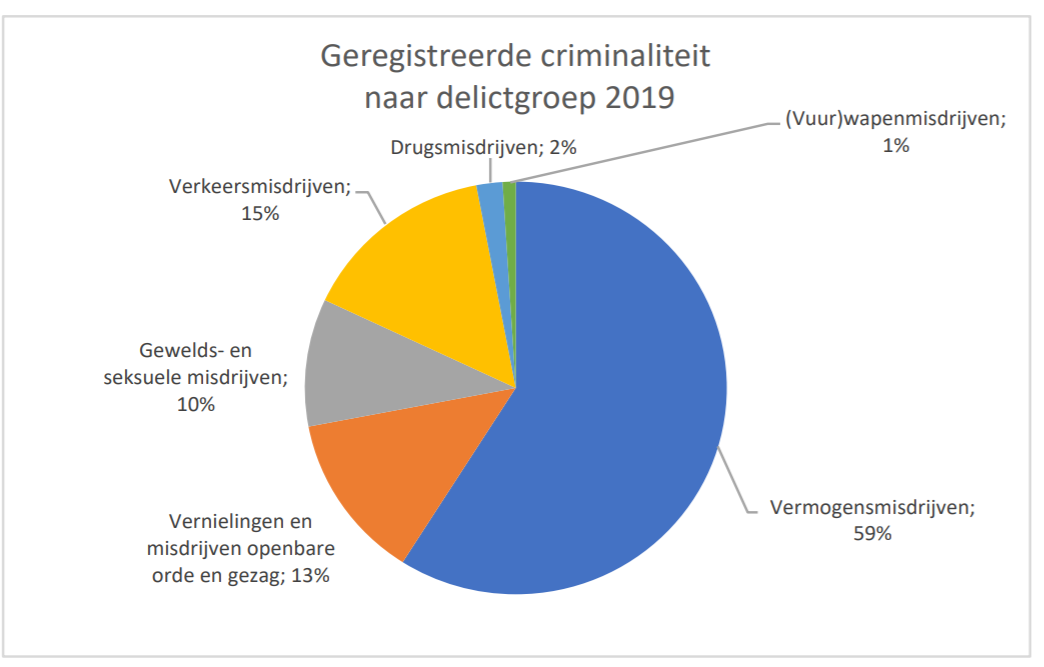 Geregistreerde criminaliteit
naar delictgroep 2019
(Vuur)wapenmisdrijven;
1%
Drugsmisdrijven; 2%
Verkeersmisdrijven;
15%
Gewelds- en
seksuele misdrijven;
10%
Vermogensmisdrijven;
59%
Vernielingen en
misdrijven openbare
orde en gezag; 13%